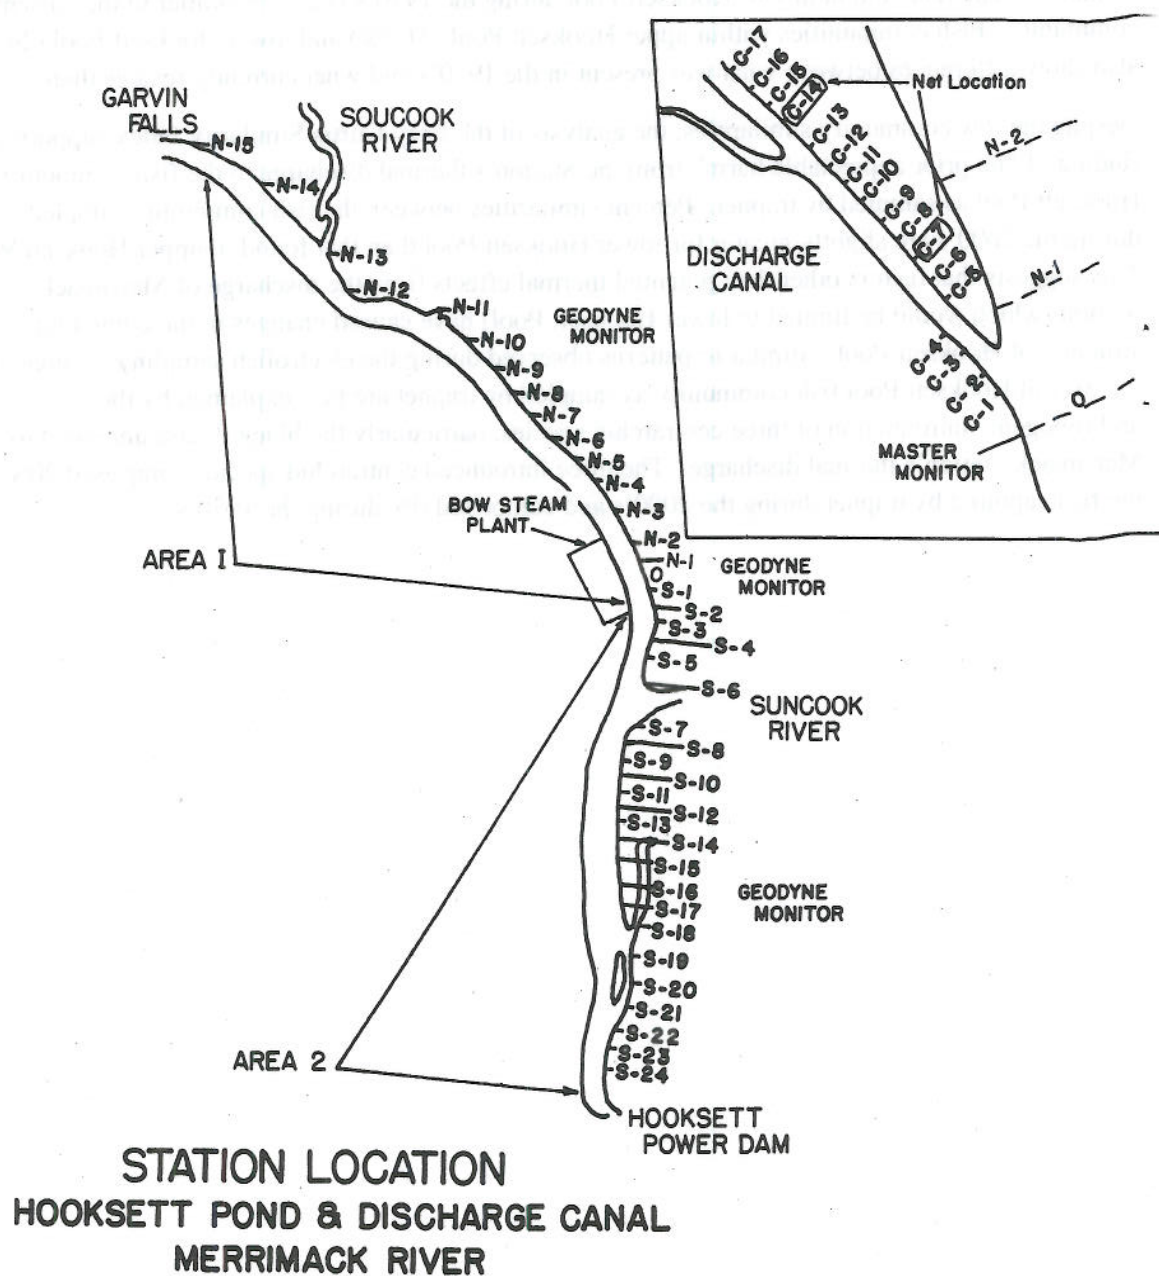 GARVIN
FALLS
SOUCOOK
RIVER
N-15
N-14
N-13
N-12
N-11
N-10
N-9
N-8
N-7
N-6
N-5
N-4
N-3
N-2
N-1
O
S-1
S-2
S-3
S-4
S-5
S-6
GEODYNE
MONITOR
BOW STEAM
PLANT
AREA 1
GEODYNE
MONITOR
SUNCOOK
RIVER
S-7
S-8
S-9
S-10
S-11
S-12
S-13
S-14
S-15
S-16
S-17
S-18
S-19
S-20
S-21
S-22
S-23
S-24
GEODYNE
MONITOR
AREA 2
HOOKSETT
POWER DAM
C-17
C-16
C-15
C-14
C-13
C-12
C-11
C-10
C-9
C-8
C-7
C-6
C-5
C-4
C-3
C-2
C-1
Net Location
N-2
N-1
O
DISCHARGE
CANAL
MASTER
MONITOR
STATION LOCATION
HOOKSETT POND & DISCHARGE CANAL
MERRIMACK RIVER